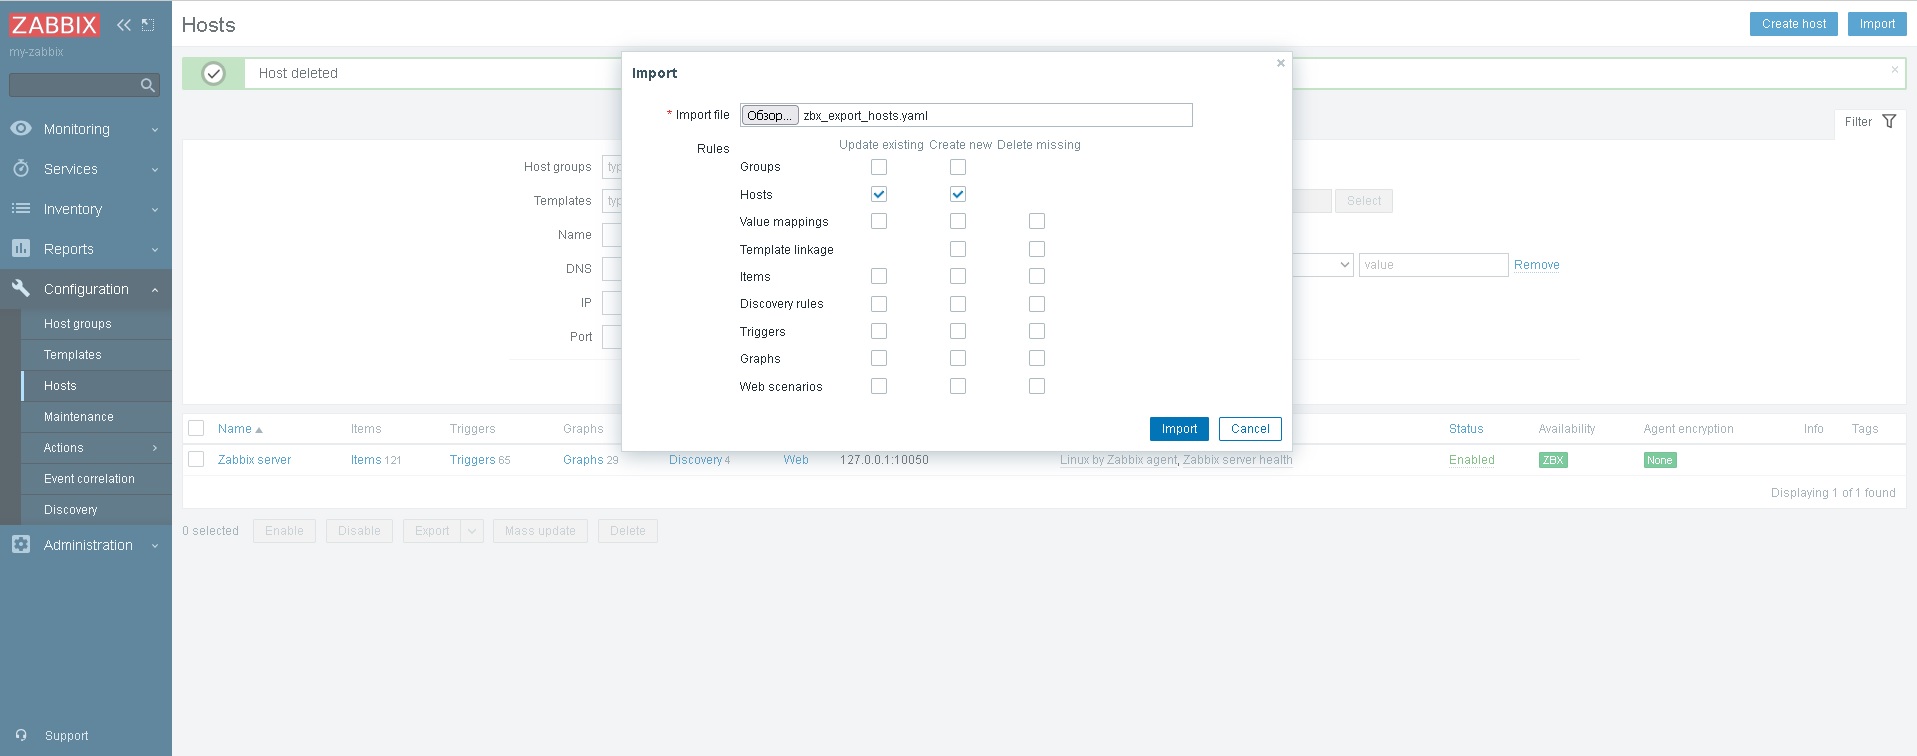 ZABBIX
my-zabbix
Monitoring
Services
Inventory
Reports
Configuration
Host groups
Templates
Hosts
Maintenance
Actions
Event correlation
Discovery
Administration
Support
Hosts
Create host Import
Host deleted
Filter
Host groups typ
Templates typ
Select
Name
DNS
value Remove
IP
Port
Import
* Import file Обзор... zbx_export_hosts.yaml
Rules Update existing Create new Delete missing
Groups
Hosts
Value mappings
Template linkage
Items
Discovery rules
Triggers
Graphs
Web scenarios
Import Cancel
Name Items Triggers Graphs Status Availability Agent encryption Info Tags
Zabbix server Items 121 Triggers 65 Graphs 29 Discovery 4 Web 127.0.0.1:10050 Linux by Zabbix agent, Zabbix server health Enabled ZBX None
Displaying 1 of 1 found
0 selected Enable Disable Export Mass update Delete